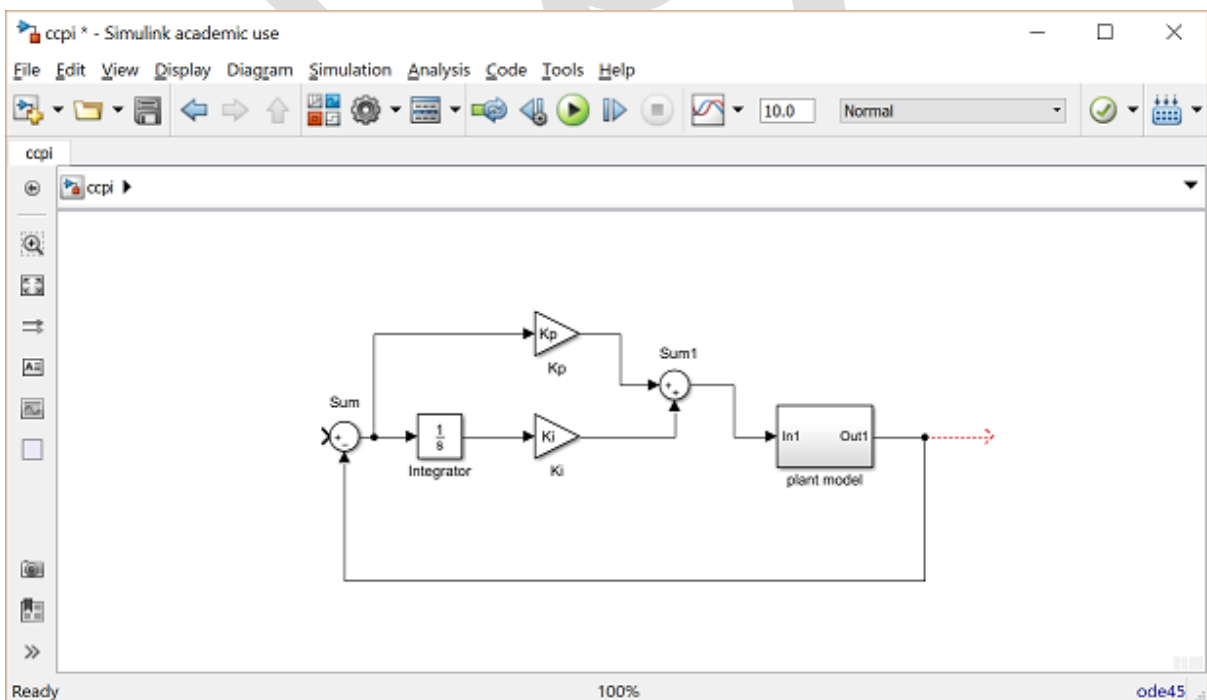 ccpi * - Simulink academic use
File Edit View Display Diagram Simulation Analysis Code Tools Help
10.0 Normal
ccpi
ccpi
Kp
Kp
Sum1
Sum
1
s
Integrator
Ki
Ki
In1 Out1
plant model
Ready 100% ode45